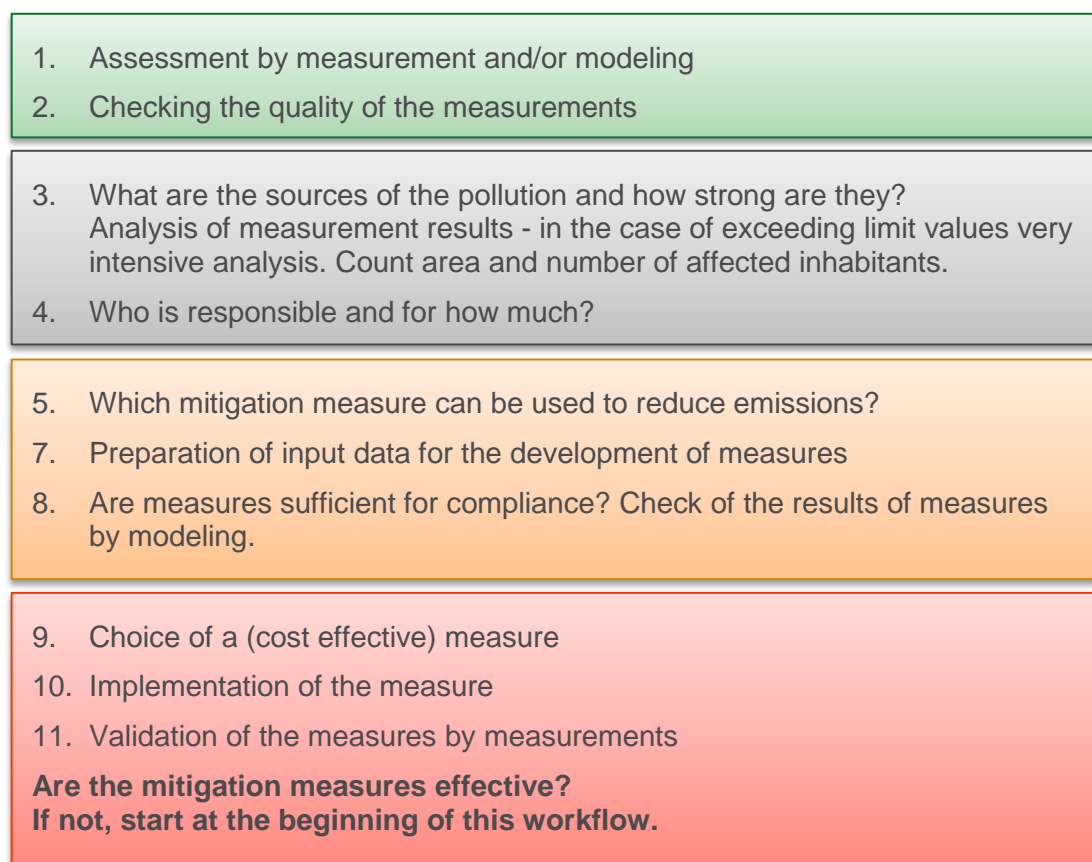 1. Assessment by measurement and/or modeling
2. Checking the quality of the measurements
3. What are the sources of the pollution and how strong are they?
Analysis of measurement results - in the case of exceeding limit values very
intensive analysis. Count area and number of affected inhabitants.
4. Who is responsible and for how much?
5. Which mitigation measure can be used to reduce emissions?
7. Preparation of input data for the development of measures
8. Are measures sufficient for compliance? Check of the results of measures
by modeling.
9. Choice of a (cost effective) measure
10. Implementation of the measure
11. Validation of the measures by measurements
Are the mitigation measures effective?
If not, start at the beginning of this workflow.